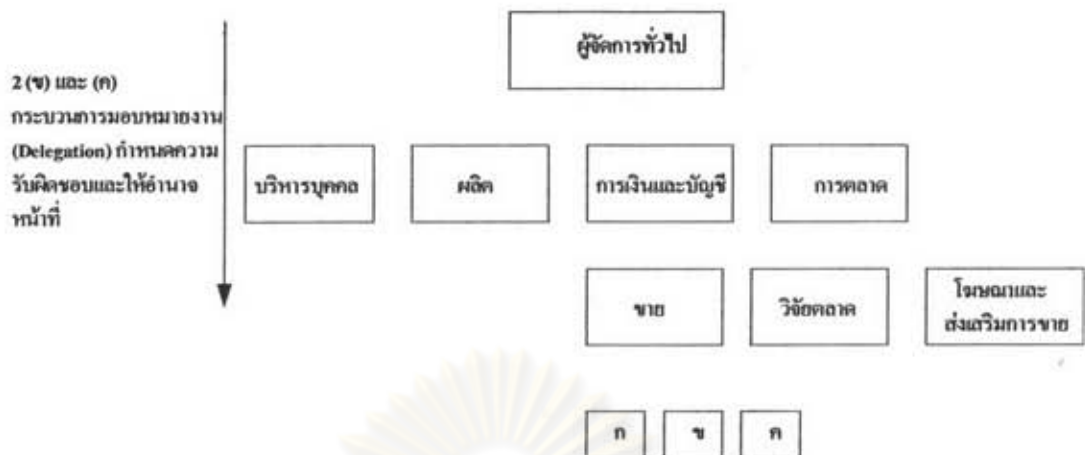 ผู้จัดการทั่วไป
2 (ข) และ (ค)
กระบวนการมอบหมายงาน
(Delegation) กำหนดความ
รับผิดชอบและให้อำนาจ
หน้าที่
บริหารบุคคล
ผลิต
การเงินและบัญชี
การตลาด
ขาย
วิจัยตลาด
โฆษณาและ
ส่งเสริมการขาย
ก
ข
ค